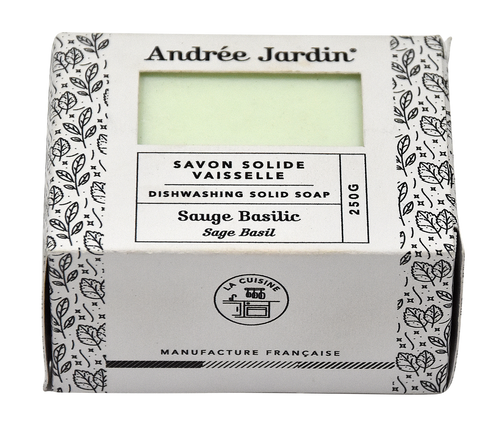 Andrée Jardin®
SAVON SOLIDE
VAISSELLE
DISHWASHING SOLID SOAP
Sauge Basilic
Sage Basil
250G
LA CUISINE
MANUFACTURE FRANÇAISE